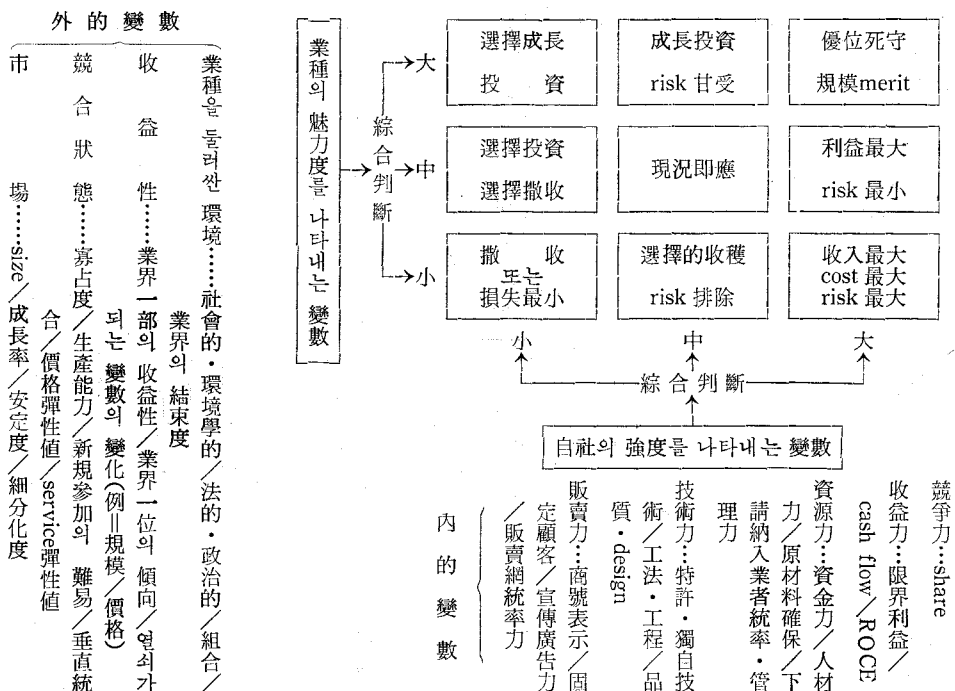 外的變數
市場……size／成長率／安定度／細分化度
競合狀態……寡占度／生產能力／新規參加의 難易／垂直統
合／價格彈性値／service彈性値
收益性……業界一部의 收益性／業界一位의 傾向／열쇠가
되는 變數의 變化(例＝規模／價格)
業種을 둘러싼 環境……社會的・環境學的／法的・政治的／組合／
業界의 結束度
業種의 魅力度를 나타내는 變數
綜合判斷
大
中
小
選擇成長
投資
成長投資
risk 甘受
優位死守
規模merit
選擇投資
選擇撤收
現況即應
利益最大
risk 最小
撤收
또는
損失最小
選擇的收穫
risk 排除
收入最大
cost 最大
risk 最大
小
中
大
綜合判斷
自社의 強度를 나타내는 變數
競爭力…share
收益力…限界利益／
cash flow／ROCE
資源力…資金力／人材
力／原材料確保／下
請納入業者統率・管
理力
技術力…特許・獨自技
術／工法・工程／品
質・design
販賣力…商號表示／固
定顧客／宣傳廣告力
／販賣網統率力
內的變數